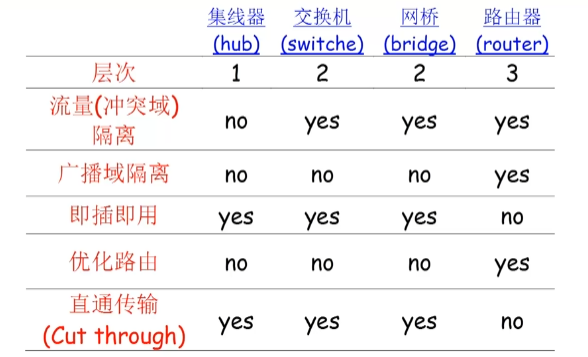 集线器 交换机 网桥 路由器
(hub) (switche) (bridge) (router)
层次 1 2 2 3
流量(冲突域)
隔离 no yes yes yes
广播域隔离 no no no yes
即插即用 yes yes yes no
优化路由 no no no yes
直通传输
(Cut through) yes yes yes no